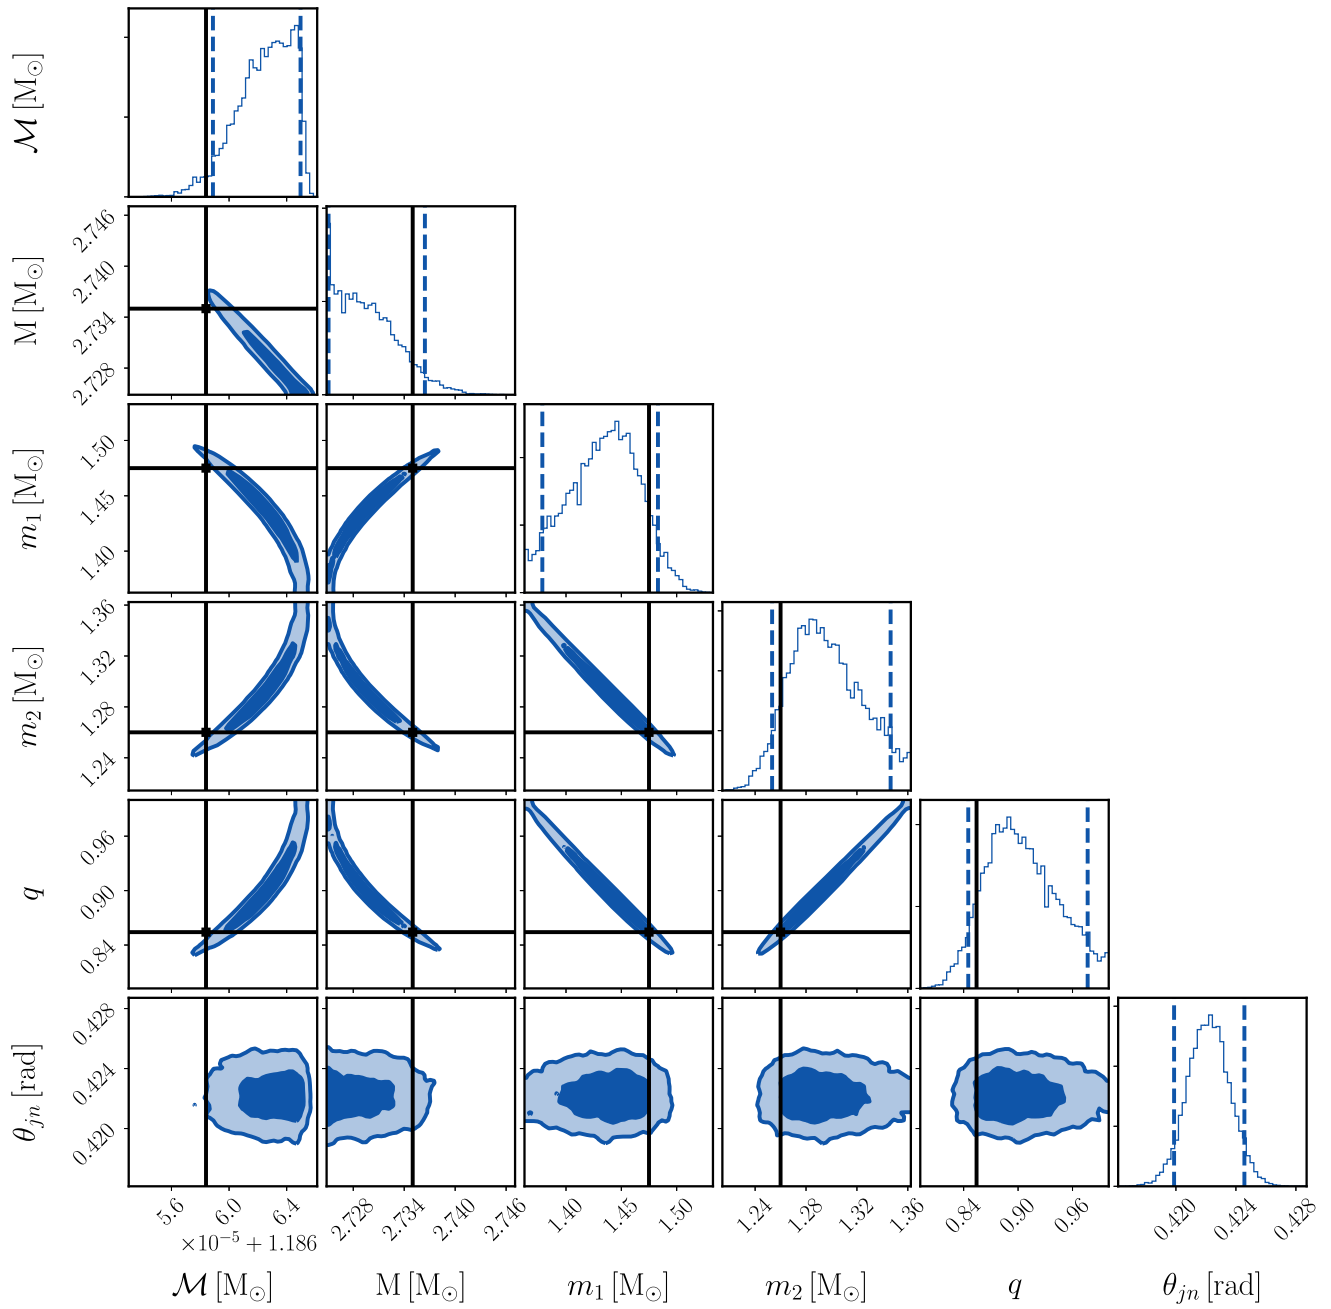 ℳ [M⊙]
2.746
2.740
2.734
2.728
M [M⊙]
1.50
1.45
1.40
m₁ [M⊙]
1.36
1.32
1.28
1.24
m₂ [M⊙]
0.96
0.90
0.84
q
0.428
0.424
0.420
θⱼₙ [rad]
5.6 6.0 6.4 2.728 2.734 2.740 2.746 1.40 1.45 1.50 1.24 1.28 1.32 1.36 0.84 0.90 0.96 0.420 0.424 0.428
×10⁻⁵ + 1.186
ℳ [M⊙] M [M⊙] m₁ [M⊙] m₂ [M⊙] q θⱼₙ [rad]